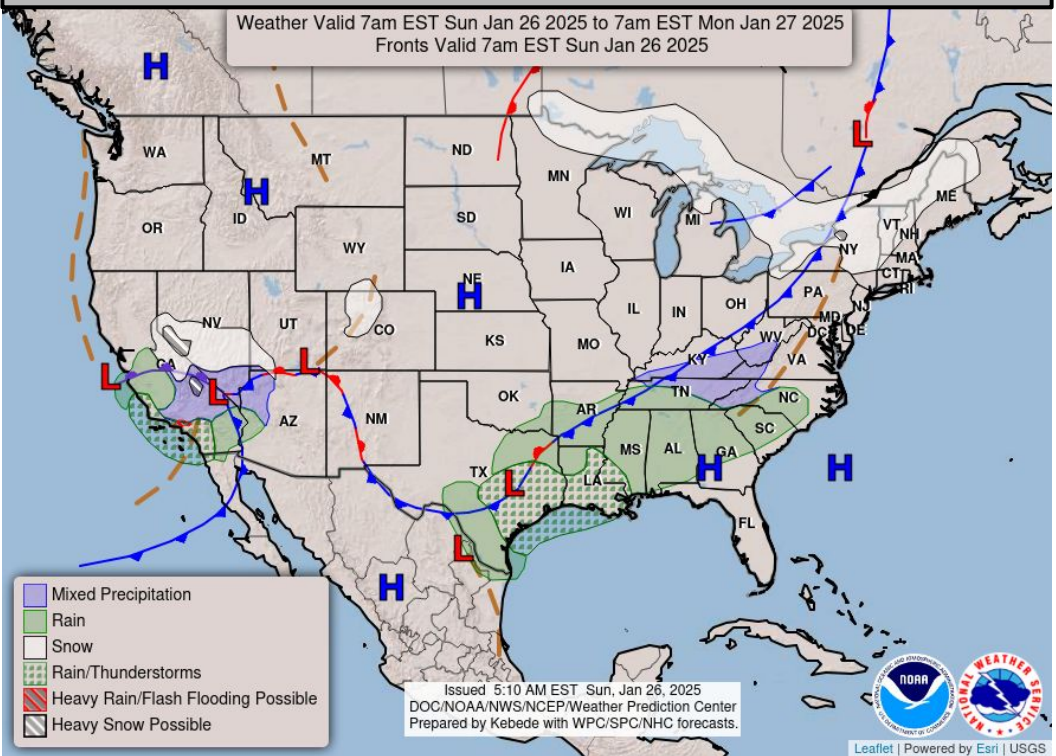 Weather Valid 7am EST Sun Jan 26 2025 to 7am EST Mon Jan 27 2025
Fronts Valid 7am EST Sun Jan 26 2025
H
L
WA
MT
ND
MN
ME
H
ID
SD
WI
MI
VT
NH
OR
WY
NY
MA
CT
RI
NE
H
IA
PA
NJ
IL
IN
OH
MD
DE
DC
NV
UT
CO
KS
MO
WV
VA
KY
CA
L
L
L
AZ
NM
OK
AR
TN
NC
SC
MS
AL
GA
H
H
TX
L
LA
FL
L
H
Mixed Precipitation
Rain
Snow
Rain/Thunderstorms
Heavy Rain/Flash Flooding Possible
Heavy Snow Possible
Issued 5:10 AM EST Sun, Jan 26, 2025
DOC/NOAA/NWS/NCEP/Weather Prediction Center
Prepared by Kebede with WPC/SPC/NHC forecasts.
NOAA
NATIONAL WEATHER SERVICE
Leaflet | Powered by Esri | USGS